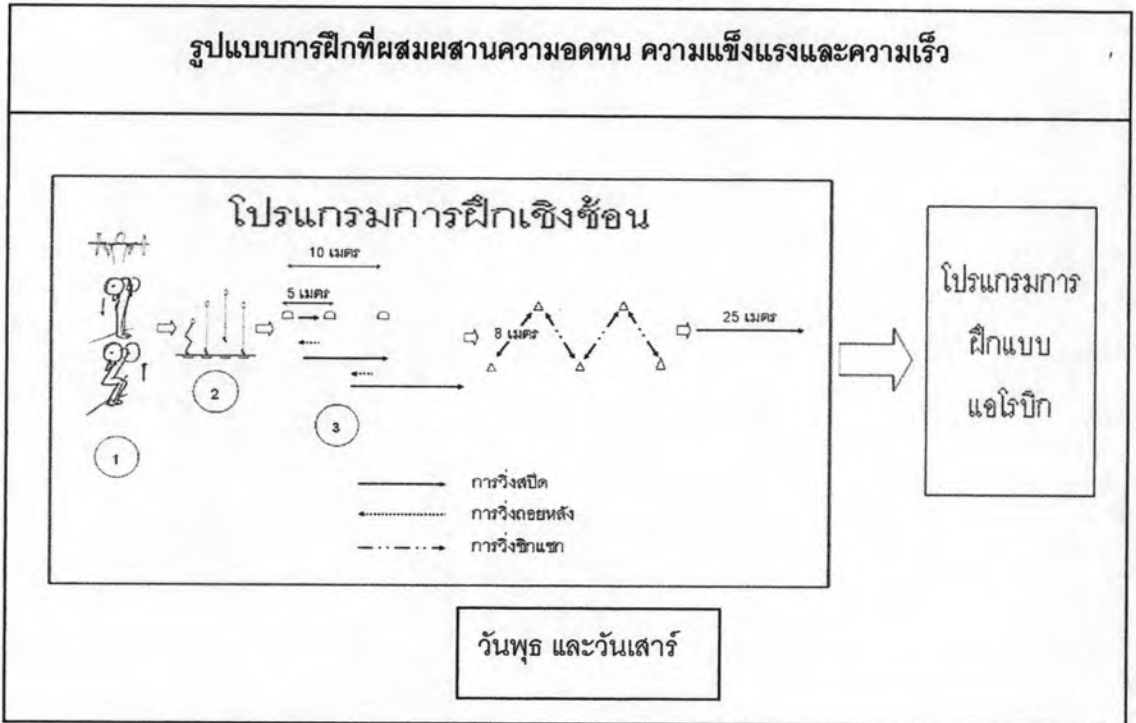 รูปแบบการฝึกที่ผสมผสานความอดทน ความแข็งแรงและความเร็ว
โปรแกรมการฝึกเชิงซ้อน
10 เมตร
5 เมตร
8 เมตร
25 เมตร
1
2
3
การวิ่งสปีด
การวิ่งถอยหลัง
การวิ่งซิกแซก
โปรแกรมการ
ฝึกแบบ
แอโรบิก
วันพุธ และวันเสาร์